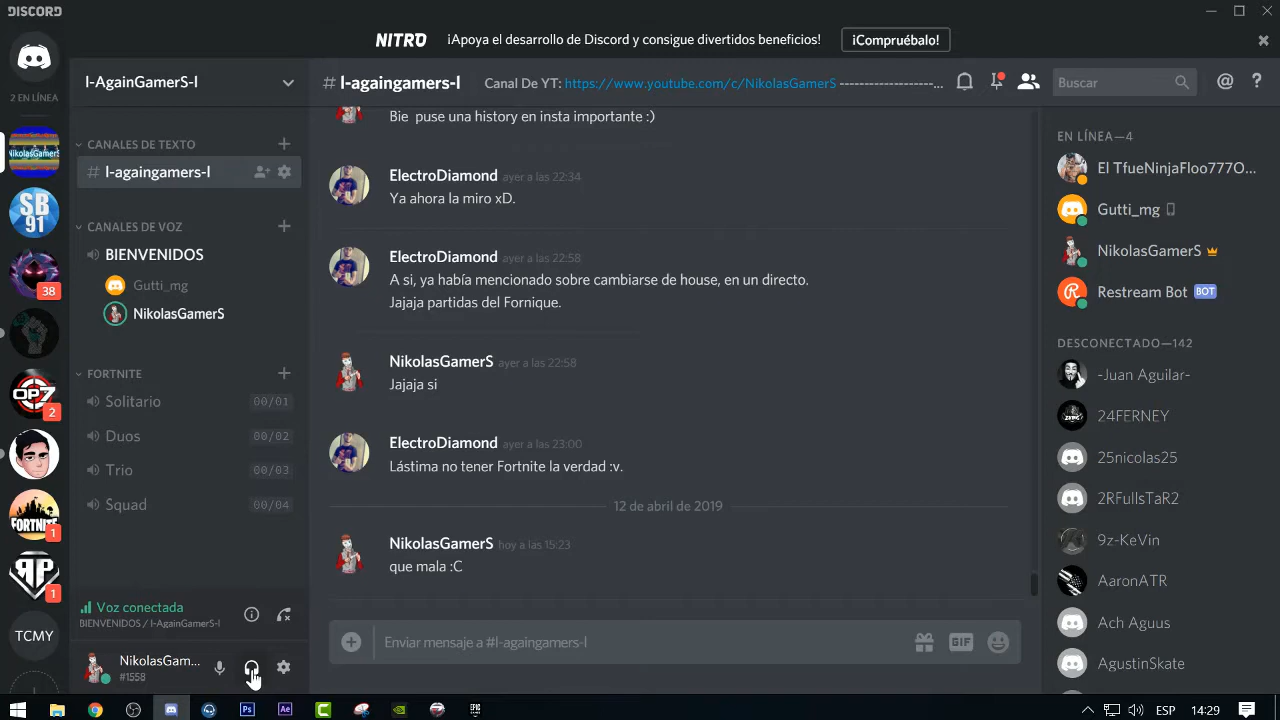 DISCORD
NITRO ¡Apoya el desarrollo de Discord y consigue divertidos beneficios! ¡Compruébalo!
2 EN LÍNEA
NikolasGamerS
SB
91
38
OP7
2
FORTNITE
1
RP
1
TCMY
I-AgainGamerS-I
CANALES DE TEXTO
# l-againgamers-l
CANALES DE VOZ
BIENVENIDOS
Gutti_mg
NikolasGamerS
FORTNITE
Solitario 00/01
Duos 00/02
Trio 00/03
Squad 00/04
Voz conectada
BIENVENIDOS / I-AgainGamerS-I
NikolasGam...
#1558
# l-againgamers-l Canal De YT: https://www.youtube.com/c/NikolasGamerS ------------------...
Buscar
Bie puse una history en insta importante :)
ElectroDiamond ayer a las 22:34
Ya ahora la miro xD.
ElectroDiamond ayer a las 22:58
A si, ya había mencionado sobre cambiarse de house, en un directo.
Jajaja partidas del Fornique.
NikolasGamerS ayer a las 22:58
Jajaja si
ElectroDiamond ayer a las 23:00
Lástima no tener Fortnite la verdad :v.
12 de abril de 2019
NikolasGamerS hoy a las 15:23
que mala :C
Enviar mensaje a #l-againgamers-l
GIF
EN LÍNEA—4
El TfueNinjaFloo777O...
Gutti_mg
NikolasGamerS
Restream Bot BOT
DESCONECTADO—142
-Juan Aguilar-
24FERNEY
25nicolas25
2RFullsTaR2
9z-KeVin
AaronATR
Ach Aguus
AgustinSkate
Ps
Ae
ESP
14:29